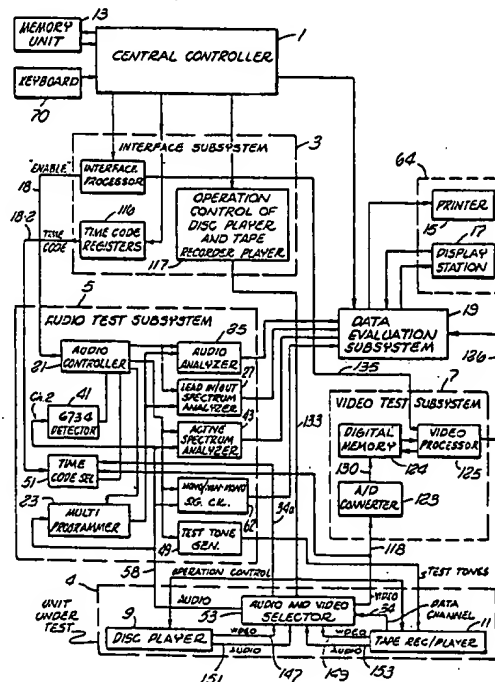 13
MEMORY
UNIT
1
CENTRAL CONTROLLER
KEYBOARD
70
INTERFACE SUBSYSTEM
3
"ENABLE"
18
INTERFACE
PROCESSOR
18-2
TIME
CODE
116
TIME CODE
REGISTERS
OPERATION
CONTROL OF
DISC PLAYER
AND TAPE
RECORDER PLAYER
117
64
PRINTER
15
17
DISPLAY
STATION
5
AUDIO TEST SUBSYSTEM
25
AUDIO
CONTROLLER
21
AUDIO
ANALYZER
27
LEAD IN/OUT
SPECTRUM
ANALYZER
43
Ch.2
41
6734
DETECTOR
ACTIVE
SPECTRUM
ANALYZER
51
TIME
CODE SEL
23
MULTI
PROGRAMMER
SG. CK.
62
TEST TONE
GEN.
49
58
133
34a
DATA
EVALUATION
SUBSYSTEM
19
126
135
7
VIDEO TEST SUBSYSTEM
DIGITAL
MEMORY
124
VIDEO
PROCESSOR
125
130
A/D
CONVERTER
123
118
4
OPERATION CONTROL
TEST TONES
UNIT
UNDER
TEST
AUDIO
VIDEO
53
AUDIO AND VIDEO
SELECTOR
54
DATA
CHANNEL
9
DISC PLAYER
VIDEO
AUDIO
151
147
149
VIDEO
AUDIO
153
11
TAPE REC/PLAYER